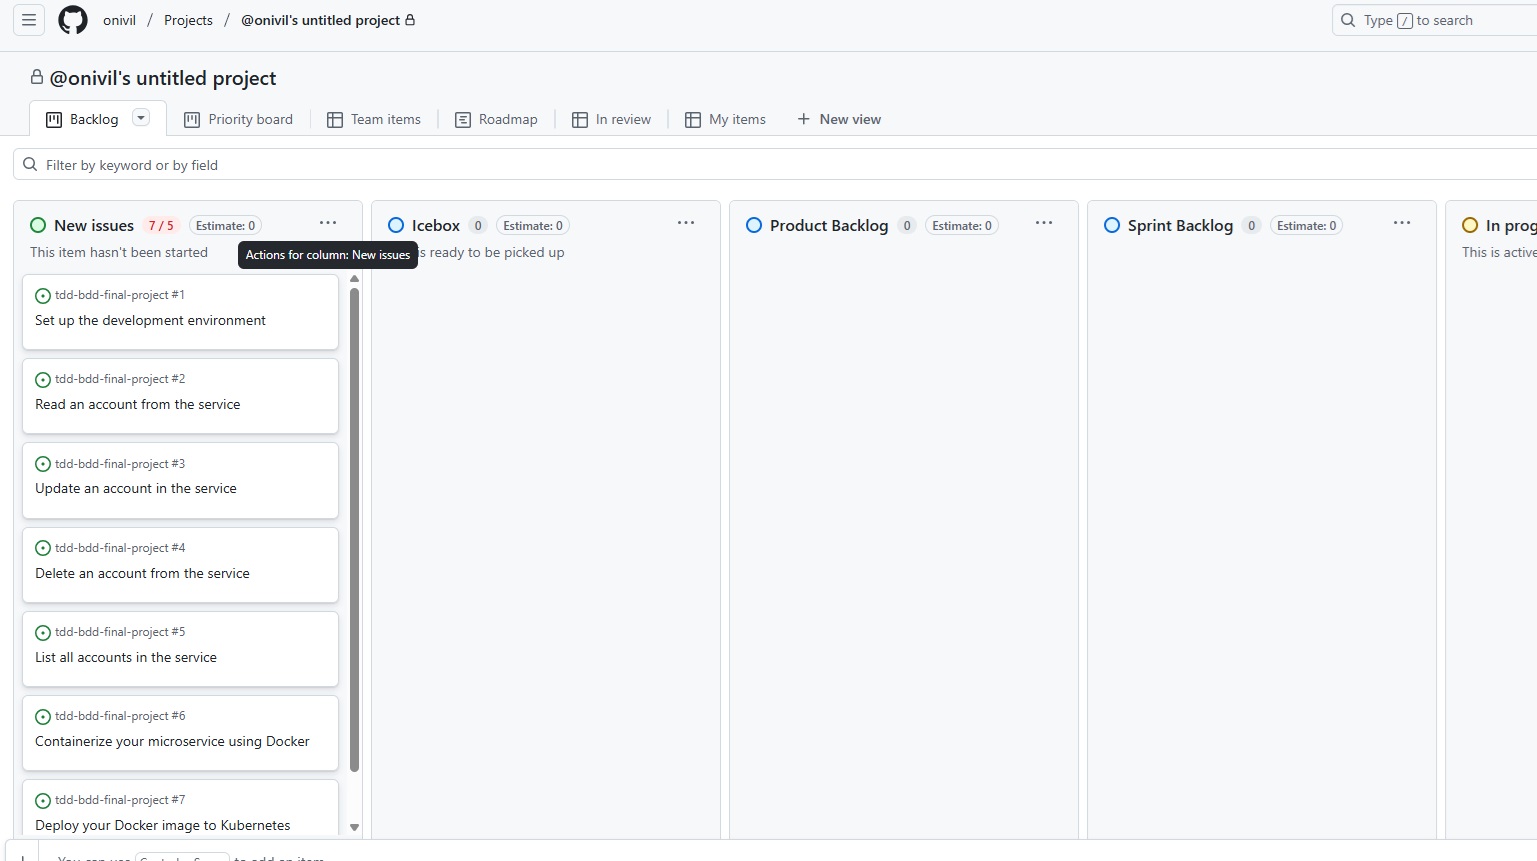 onivil / Projects / @onivil's untitled project
Type / to search
@onivil's untitled project
Backlog
Priority board
Team items
Roadmap
In review
My items
New view
Filter by keyword or by field
New issues 7 / 5 Estimate: 0
This item hasn't been started
Actions for column: New issues
tdd-bdd-final-project #1
Set up the development environment
tdd-bdd-final-project #2
Read an account from the service
tdd-bdd-final-project #3
Update an account in the service
tdd-bdd-final-project #4
Delete an account from the service
tdd-bdd-final-project #5
List all accounts in the service
tdd-bdd-final-project #6
Containerize your microservice using Docker
tdd-bdd-final-project #7
Deploy your Docker image to Kubernetes
Icebox 0 Estimate: 0
is ready to be picked up
Product Backlog 0 Estimate: 0
Sprint Backlog 0 Estimate: 0
In prog
This is active
You can use to add an item